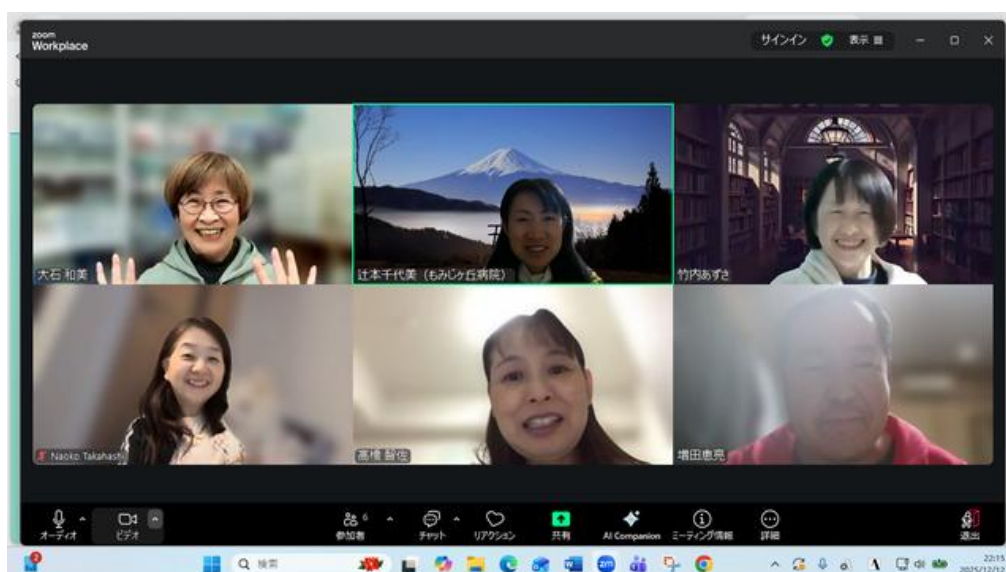 zoom
Workplace
サインイン
表示
大石 和美
辻本千代美（もみじヶ丘病院）
竹内あずさ
Naoko Takahashi
高橋 智佐
増田恵亮
オーディオ
ビデオ
6
参加者
チャット
リアクション
共有
AI Companion
ミーティング情報
詳細
退出
2
検索
zm
A
22:15